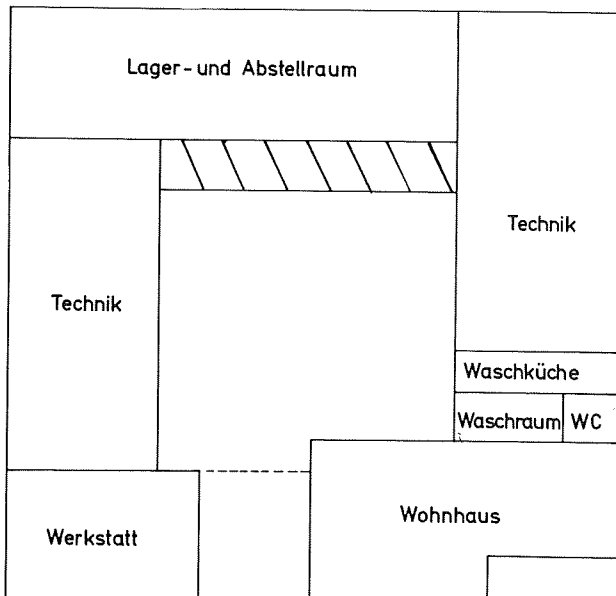 Lager- und Abstellraum
Technik
Technik
Waschküche
Waschraum
WC
Wohnhaus
Werkstatt